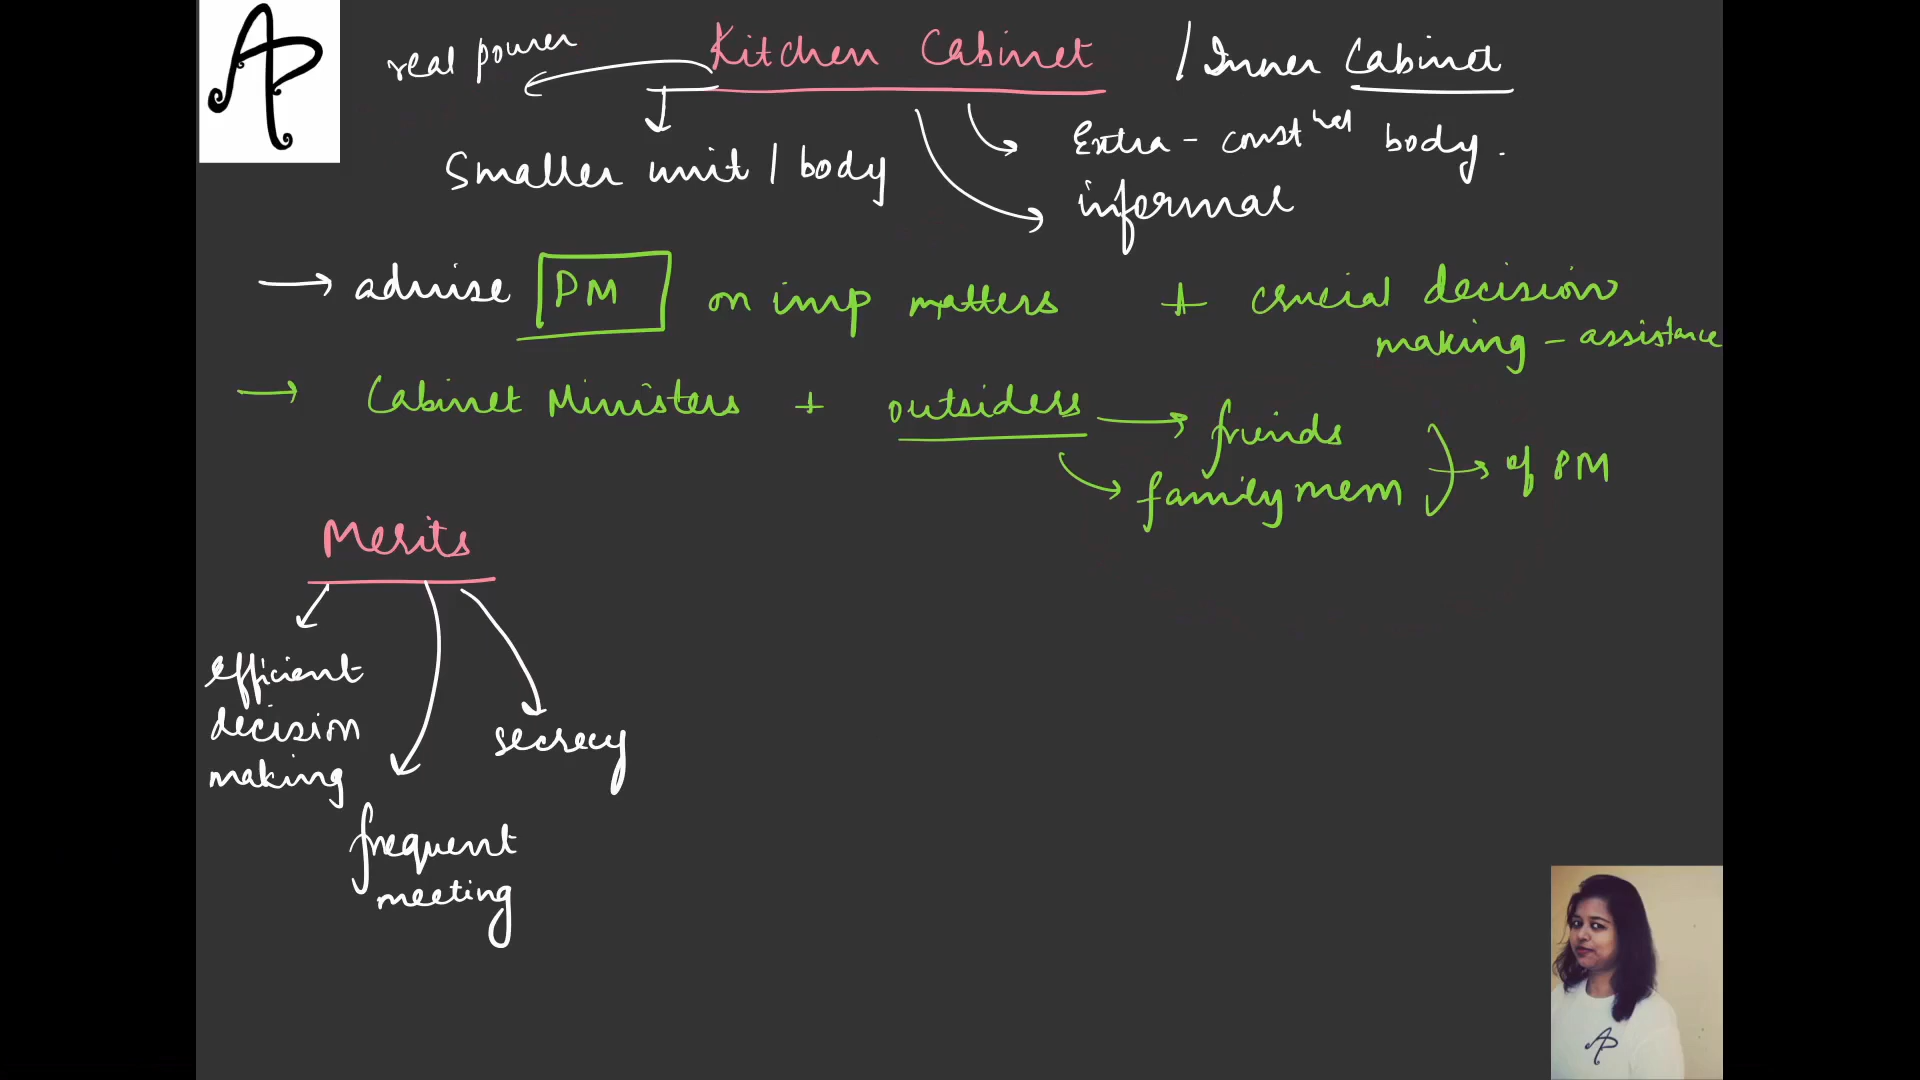 AP
real power
Kitchen Cabinet / Inner Cabinet
Smaller unit / body
Extra - const nal body.
informal
advise PM on imp matters + crucial decision
making - assistance
Cabinet Ministers + outsiders
friends
family mem
of PM
Merits
efficient
decision
making
secrecy
frequent
meeting
AP